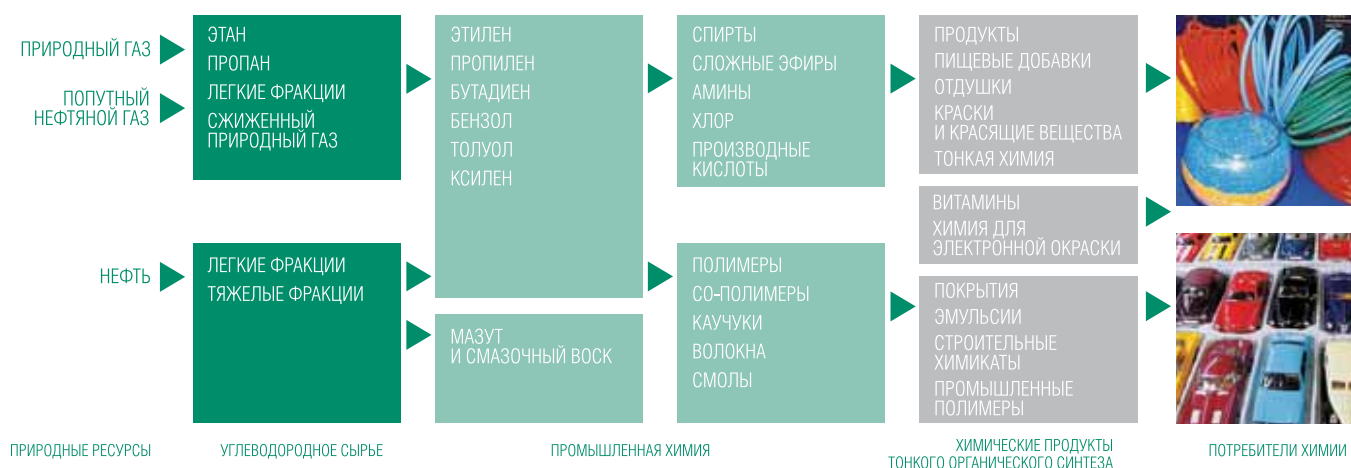 ПРИРОДНЫЙ ГАЗ
ПОПУТНЫЙ
НЕФТЯНОЙ ГАЗ
ЭТАН
ПРОПАН
ЛЕГКИЕ ФРАКЦИИ
СЖИЖЕННЫЙ
ПРИРОДНЫЙ ГАЗ
ЭТИЛЕН
ПРОПИЛЕН
БУТАДИЕН
БЕНЗОЛ
ТОЛУОЛ
КСИЛЕН
СПИРТЫ
СЛОЖНЫЕ ЭФИРЫ
АМИНЫ
ХЛОР
ПРОИЗВОДНЫЕ
КИСЛОТЫ
ПРОДУКТЫ
ПИЩЕВЫЕ ДОБАВКИ
ОТДУШКИ
КРАСКИ
И КРАСЯЩИЕ ВЕЩЕСТВА
ТОНКАЯ ХИМИЯ
ВИТАМИНЫ
ХИМИЯ ДЛЯ
ЭЛЕКТРОННОЙ ОКРАСКИ
НЕФТЬ
ЛЕГКИЕ ФРАКЦИИ
ТЯЖЕЛЫЕ ФРАКЦИИ
МАЗУТ
И СМАЗОЧНЫЙ ВОСК
ПОЛИМЕРЫ
СО-ПОЛИМЕРЫ
КАУЧУКИ
ВОЛОКНА
СМОЛЫ
ПОКРЫТИЯ
ЭМУЛЬСИИ
СТРОИТЕЛЬНЫЕ
ХИМИКАТЫ
ПРОМЫШЛЕННЫЕ
ПОЛИМЕРЫ
ПРИРОДНЫЕ РЕСУРСЫ
УГЛЕВОДОРОДНОЕ СЫРЬЕ
ПРОМЫШЛЕННАЯ ХИМИЯ
ХИМИЧЕСКИЕ ПРОДУКТЫ
ТОНКОГО ОРГАНИЧЕСКОГО СИНТЕЗА
ПОТРЕБИТЕЛИ ХИМИИ